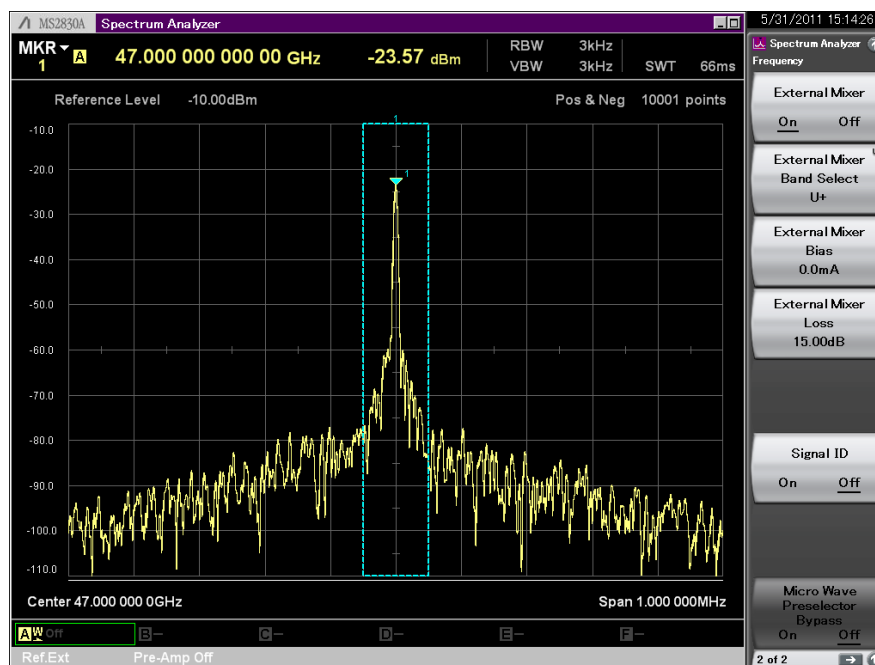 MS2830A Spectrum Analyzer
5/31/2011 15:14:26
MKR 1 A 47.000 000 000 00 GHz -23.57 dBm
RBW 3kHz
VBW 3kHz SWT 66ms
Reference Level -10.00dBm Pos & Neg 10001 points
1
1
-10.0
-20.0
-30.0
-40.0
-50.0
-60.0
-70.0
-80.0
-90.0
-100.0
-110.0
Center 47.000 000 0GHz Span 1.000 000MHz
A Off B- C- D- E- F-
Ref.Ext Pre-Amp Off
Spectrum Analyzer
Frequency
External Mixer
On Off
External Mixer
Band Select
U+
External Mixer
Bias
0.0mA
External Mixer
Loss
15.00dB
Signal ID
On Off
Micro Wave
Preselector
Bypass
On Off
2 of 2